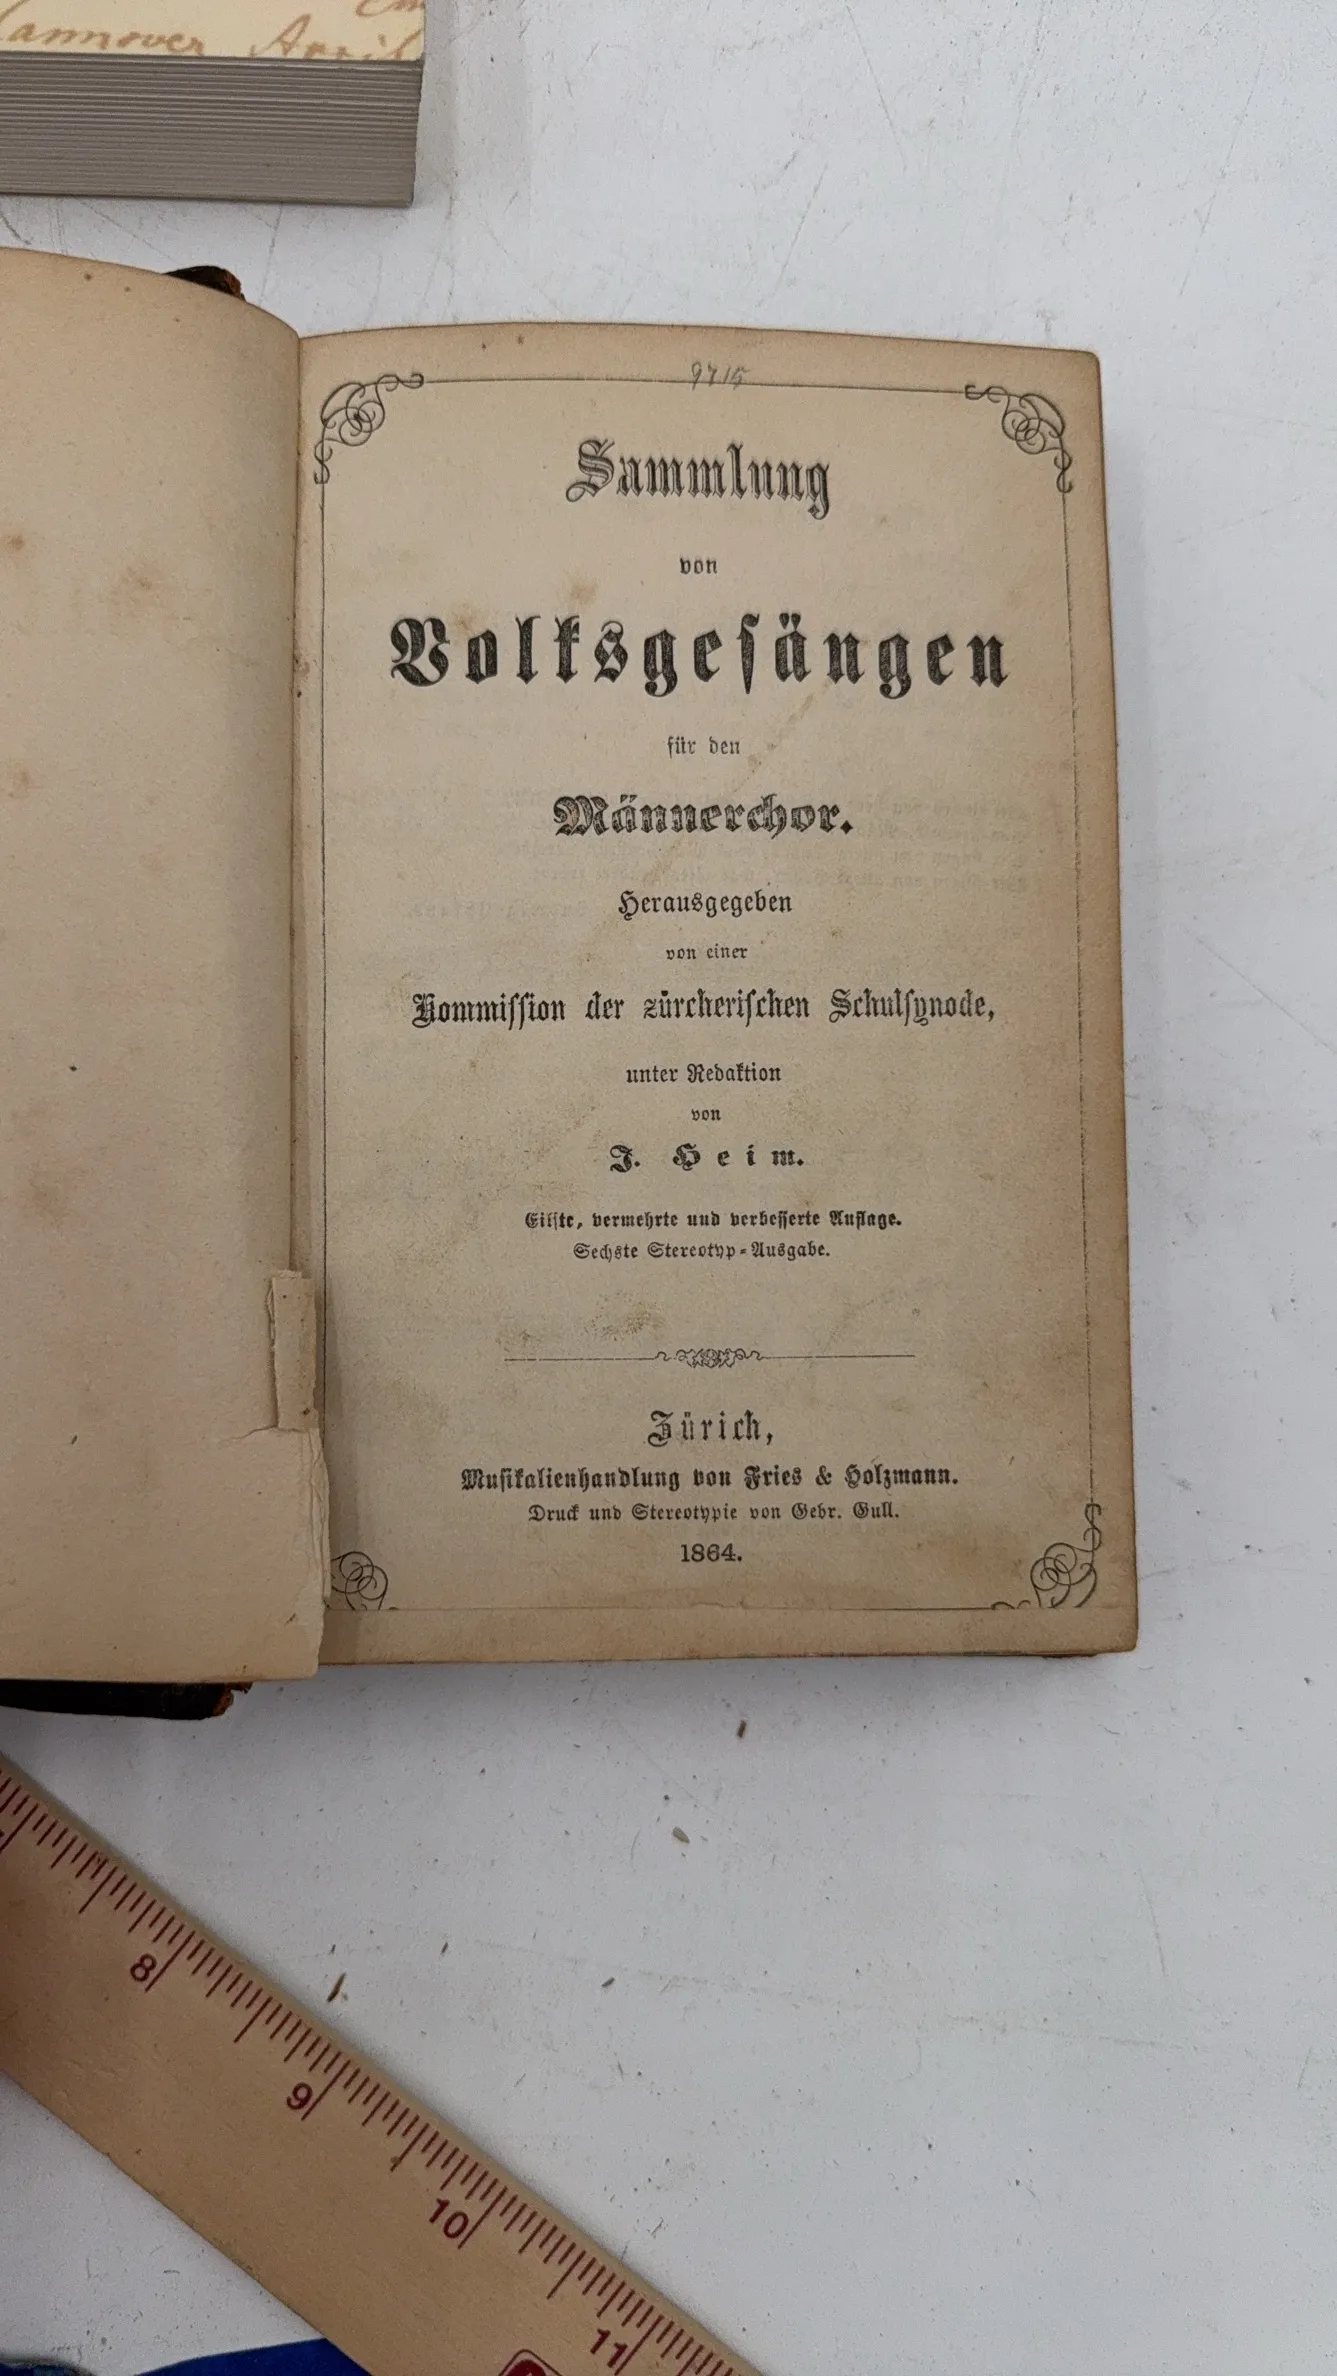 Hannover April
9715
Sammlung
von
Volksgesängen
für den
Männerchor.
Herausgegeben
von einer
Kommission der zürcherischen Schulsynode,
unter Redaktion
von
J. Heim.
Eilfte, vermehrte und verbesserte Auflage.
Sechste Stereotyp-Ausgabe.
Zürich,
Musikalienhandlung von Fries & Holzmann.
Druck und Stereotypie von Gebr. Gull.
1864.
8
9
10
11